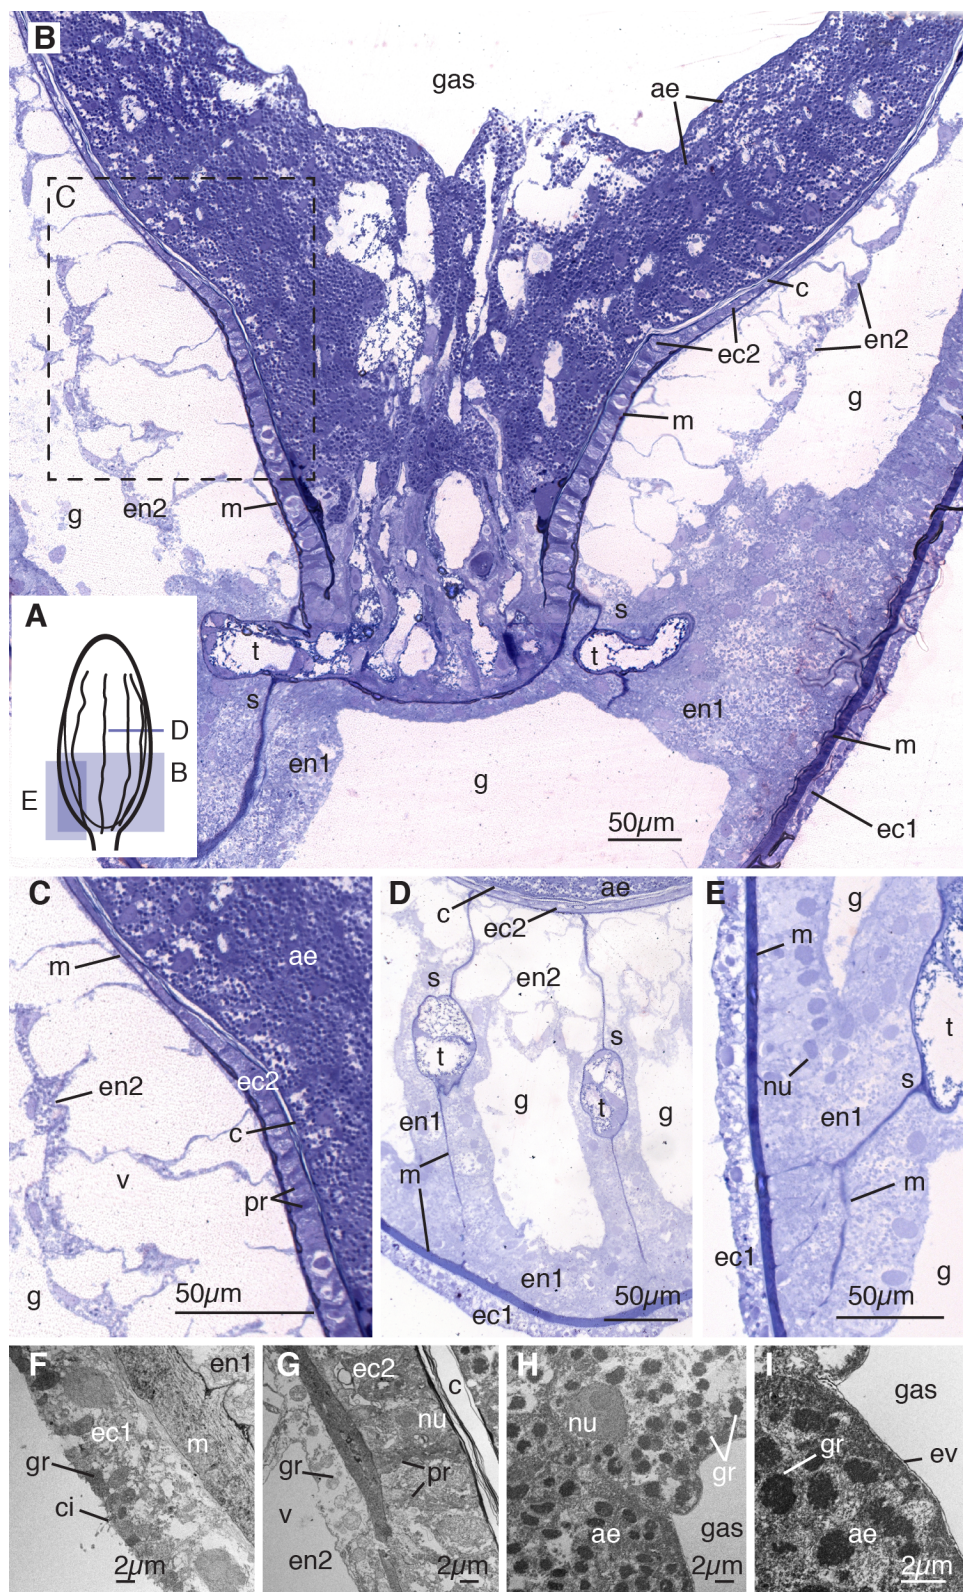 B
gas
ae
C
c
ec2
en2
g
m
g
en2
m
s
t
t
s
en1
en1
g
m
ec1
50µm
A
D
B
E
C
m
ae
en2
ec2
c
v
pr
g
50µm
D
c
ae
ec2
s
en2
s
t
t
g
g
en1
m
en1
ec1
50µm
E
g
m
t
nu
s
en1
m
ec1
g
50µm
F
en1
ec1
m
gr
ci
2µm
G
ec2
c
nu
gr
pr
v
en2
2µm
H
nu
gr
ae
gas
2µm
I
gas
gr
ev
ae
2µm